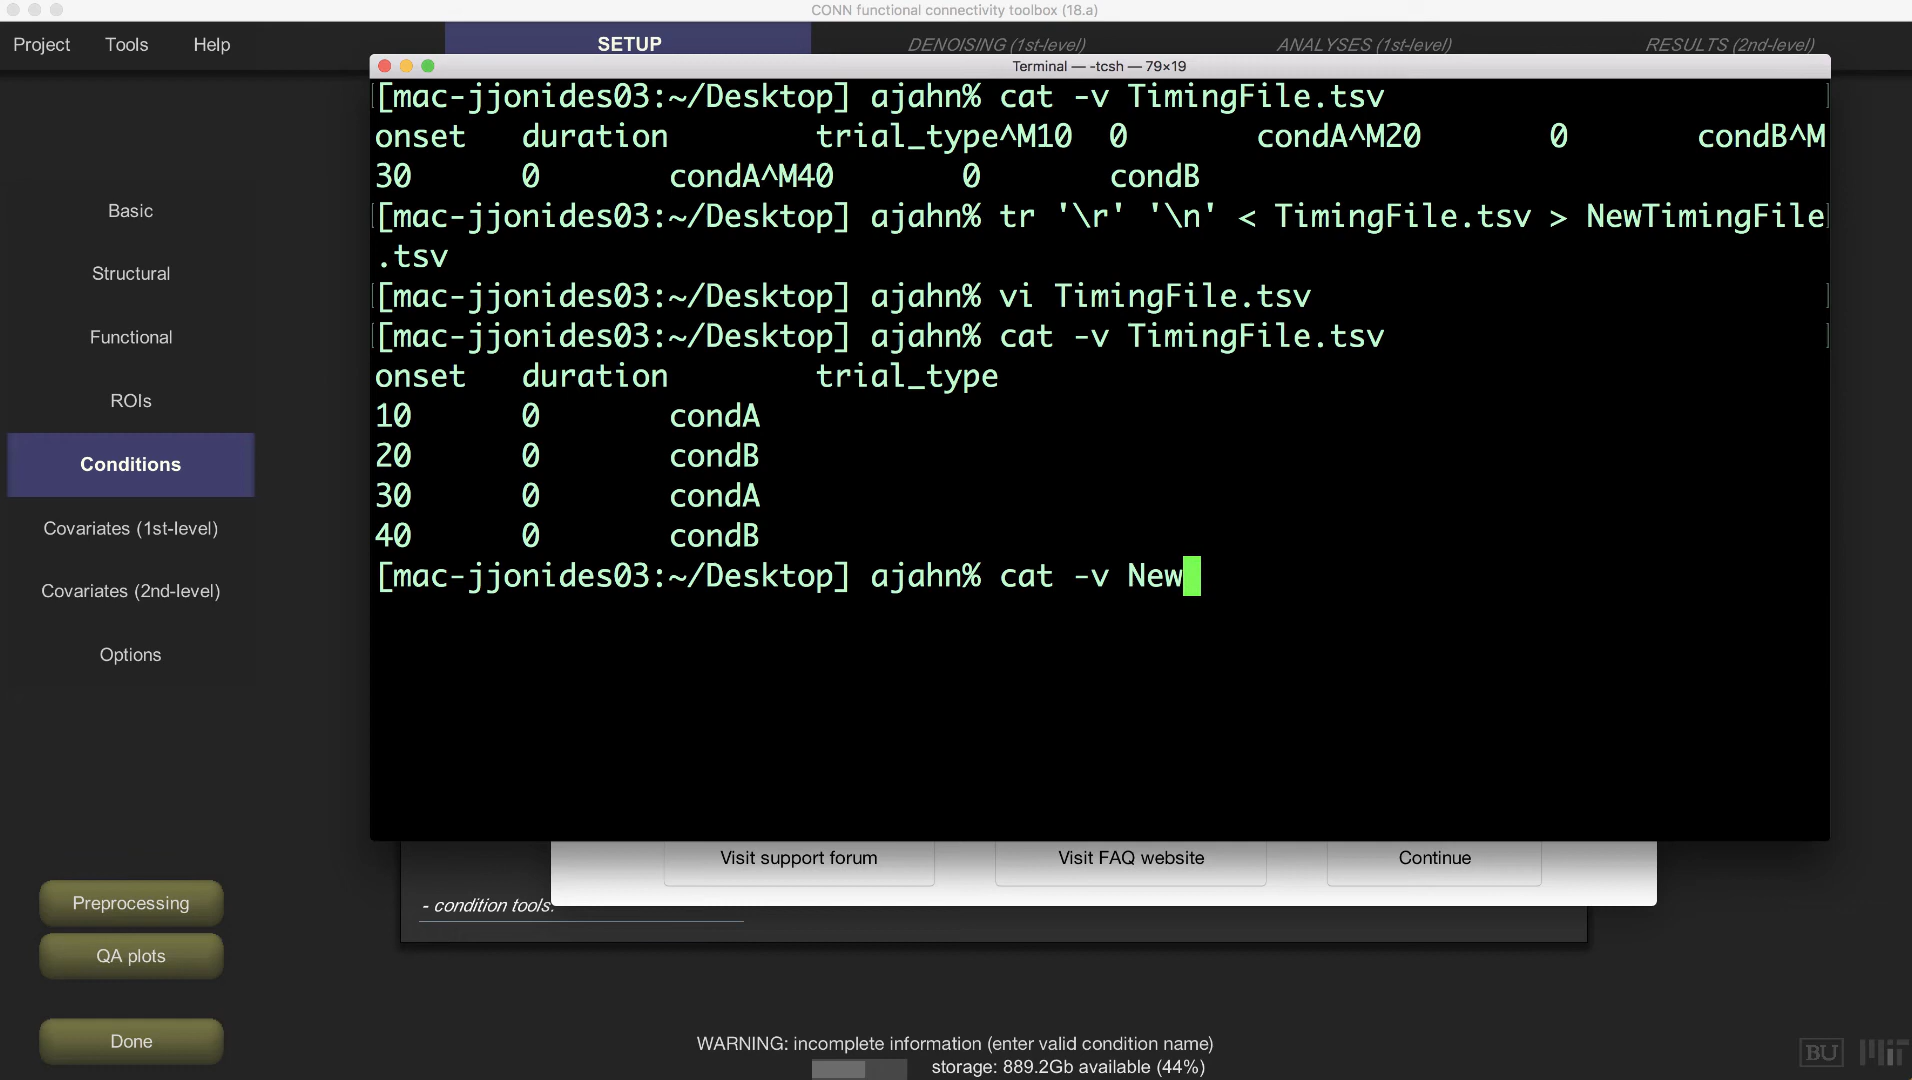 CONN functional connectivity toolbox (18.a)
Project Tools Help SETUP DENOISING (1st-level) ANALYSES (1st-level) RESULTS (2nd-level)
Terminal — -tcsh — 79×19
[mac-jjonides03:~/Desktop] ajahn% cat -v TimingFile.tsv
onset duration trial_type^M10 0 condA^M20 0 condB^M
30 0 condA^M40 0 condB
[mac-jjonides03:~/Desktop] ajahn% tr '\r' '\n' < TimingFile.tsv > NewTimingFile
.tsv
[mac-jjonides03:~/Desktop] ajahn% vi TimingFile.tsv
[mac-jjonides03:~/Desktop] ajahn% cat -v TimingFile.tsv
onset duration trial_type
10 0 condA
20 0 condB
30 0 condA
40 0 condB
[mac-jjonides03:~/Desktop] ajahn% cat -v New
Basic
Structural
Functional
ROIs
Conditions
Covariates (1st-level)
Covariates (2nd-level)
Options
Visit support forum Visit FAQ website Continue
- condition tools:
Preprocessing
QA plots
Done
WARNING: incomplete information (enter valid condition name)
storage: 889.2Gb available (44%)
BU MIT